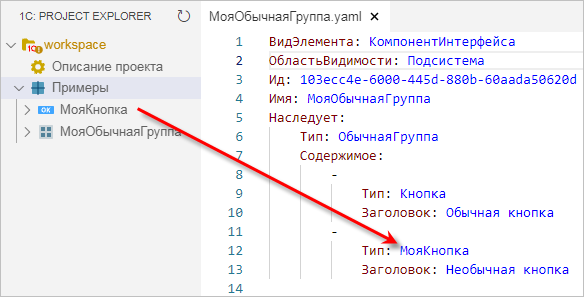 1C: PROJECT EXPLORER
workspace
Описание проекта
Примеры
OK МояКнопка
МояОбычнаяГруппа
МояОбычнаяГруппа.yaml
1 ВидЭлемента: КомпонентИнтерфейса
2 ОбластьВидимости: Подсистема
3 Ид: 103ecc4e-6000-445d-880b-60aada50620d
4 Имя: МояОбычнаяГруппа
5 Наследует:
6 Тип: ОбычнаяГруппа
7 Содержимое:
8 -
9 Тип: Кнопка
10 Заголовок: Обычная кнопка
11 -
12 Тип: МояКнопка
13 Заголовок: Необычная кнопка
14